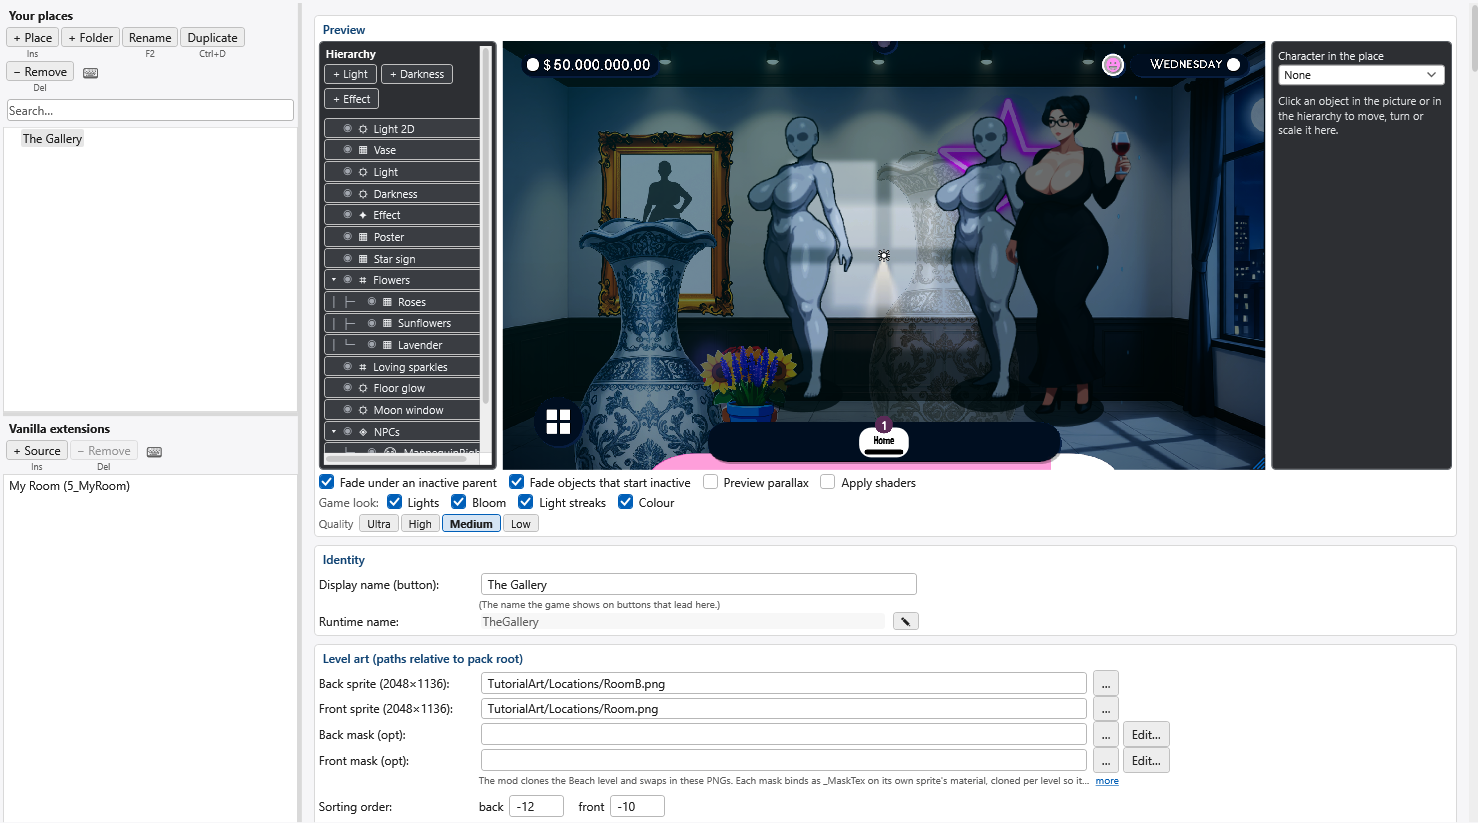 Your places
+ Place
+ Folder
Rename
Duplicate
Ins
F2
Ctrl+D
− Remove
Del
Search...
The Gallery
Vanilla extensions
+ Source
− Remove
Ins
Del
My Room (5_MyRoom)
Preview
Hierarchy
+ Light
+ Darkness
+ Effect
Light 2D
Vase
Light
Darkness
Effect
Poster
Star sign
Flowers
Roses
Sunflowers
Lavender
Loving sparkles
Floor glow
Moon window
NPCs
$50.000.000,00
WEDNESDAY
1
Home
Character in the place
None
Click an object in the picture or in
the hierarchy to move, turn or
scale it here.
Fade under an inactive parent
Fade objects that start inactive
Preview parallax
Apply shaders
Game look:
Lights
Bloom
Light streaks
Colour
Quality
Ultra
High
Medium
Low
Identity
Display name (button):
The Gallery
(The name the game shows on buttons that lead here.)
Runtime name:
TheGallery
Level art (paths relative to pack root)
Back sprite (2048×1136):
TutorialArt/Locations/RoomB.png
...
Front sprite (2048×1136):
TutorialArt/Locations/Room.png
...
Back mask (opt):
...
Edit...
Front mask (opt):
...
Edit...
The mod clones the Beach level and swaps in these PNGs. Each mask binds as _MaskTex on its own sprite's material, cloned per level so it...
more
Sorting order:
back
-12
front
-10